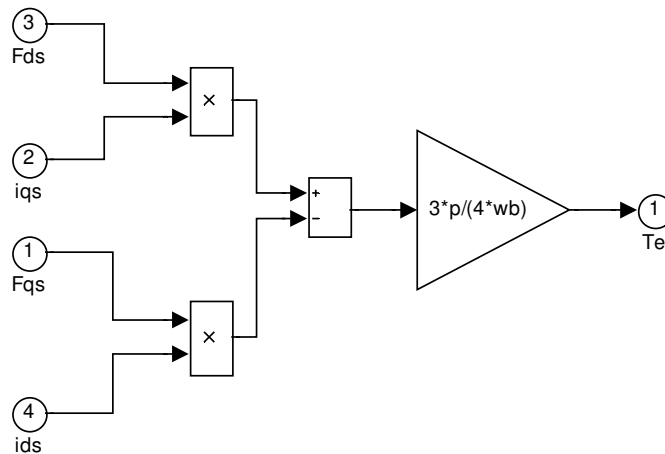 3
Fds
×
2
iqs
+
−
3*p/(4*wb)
1
Te
1
Fqs
×
4
ids